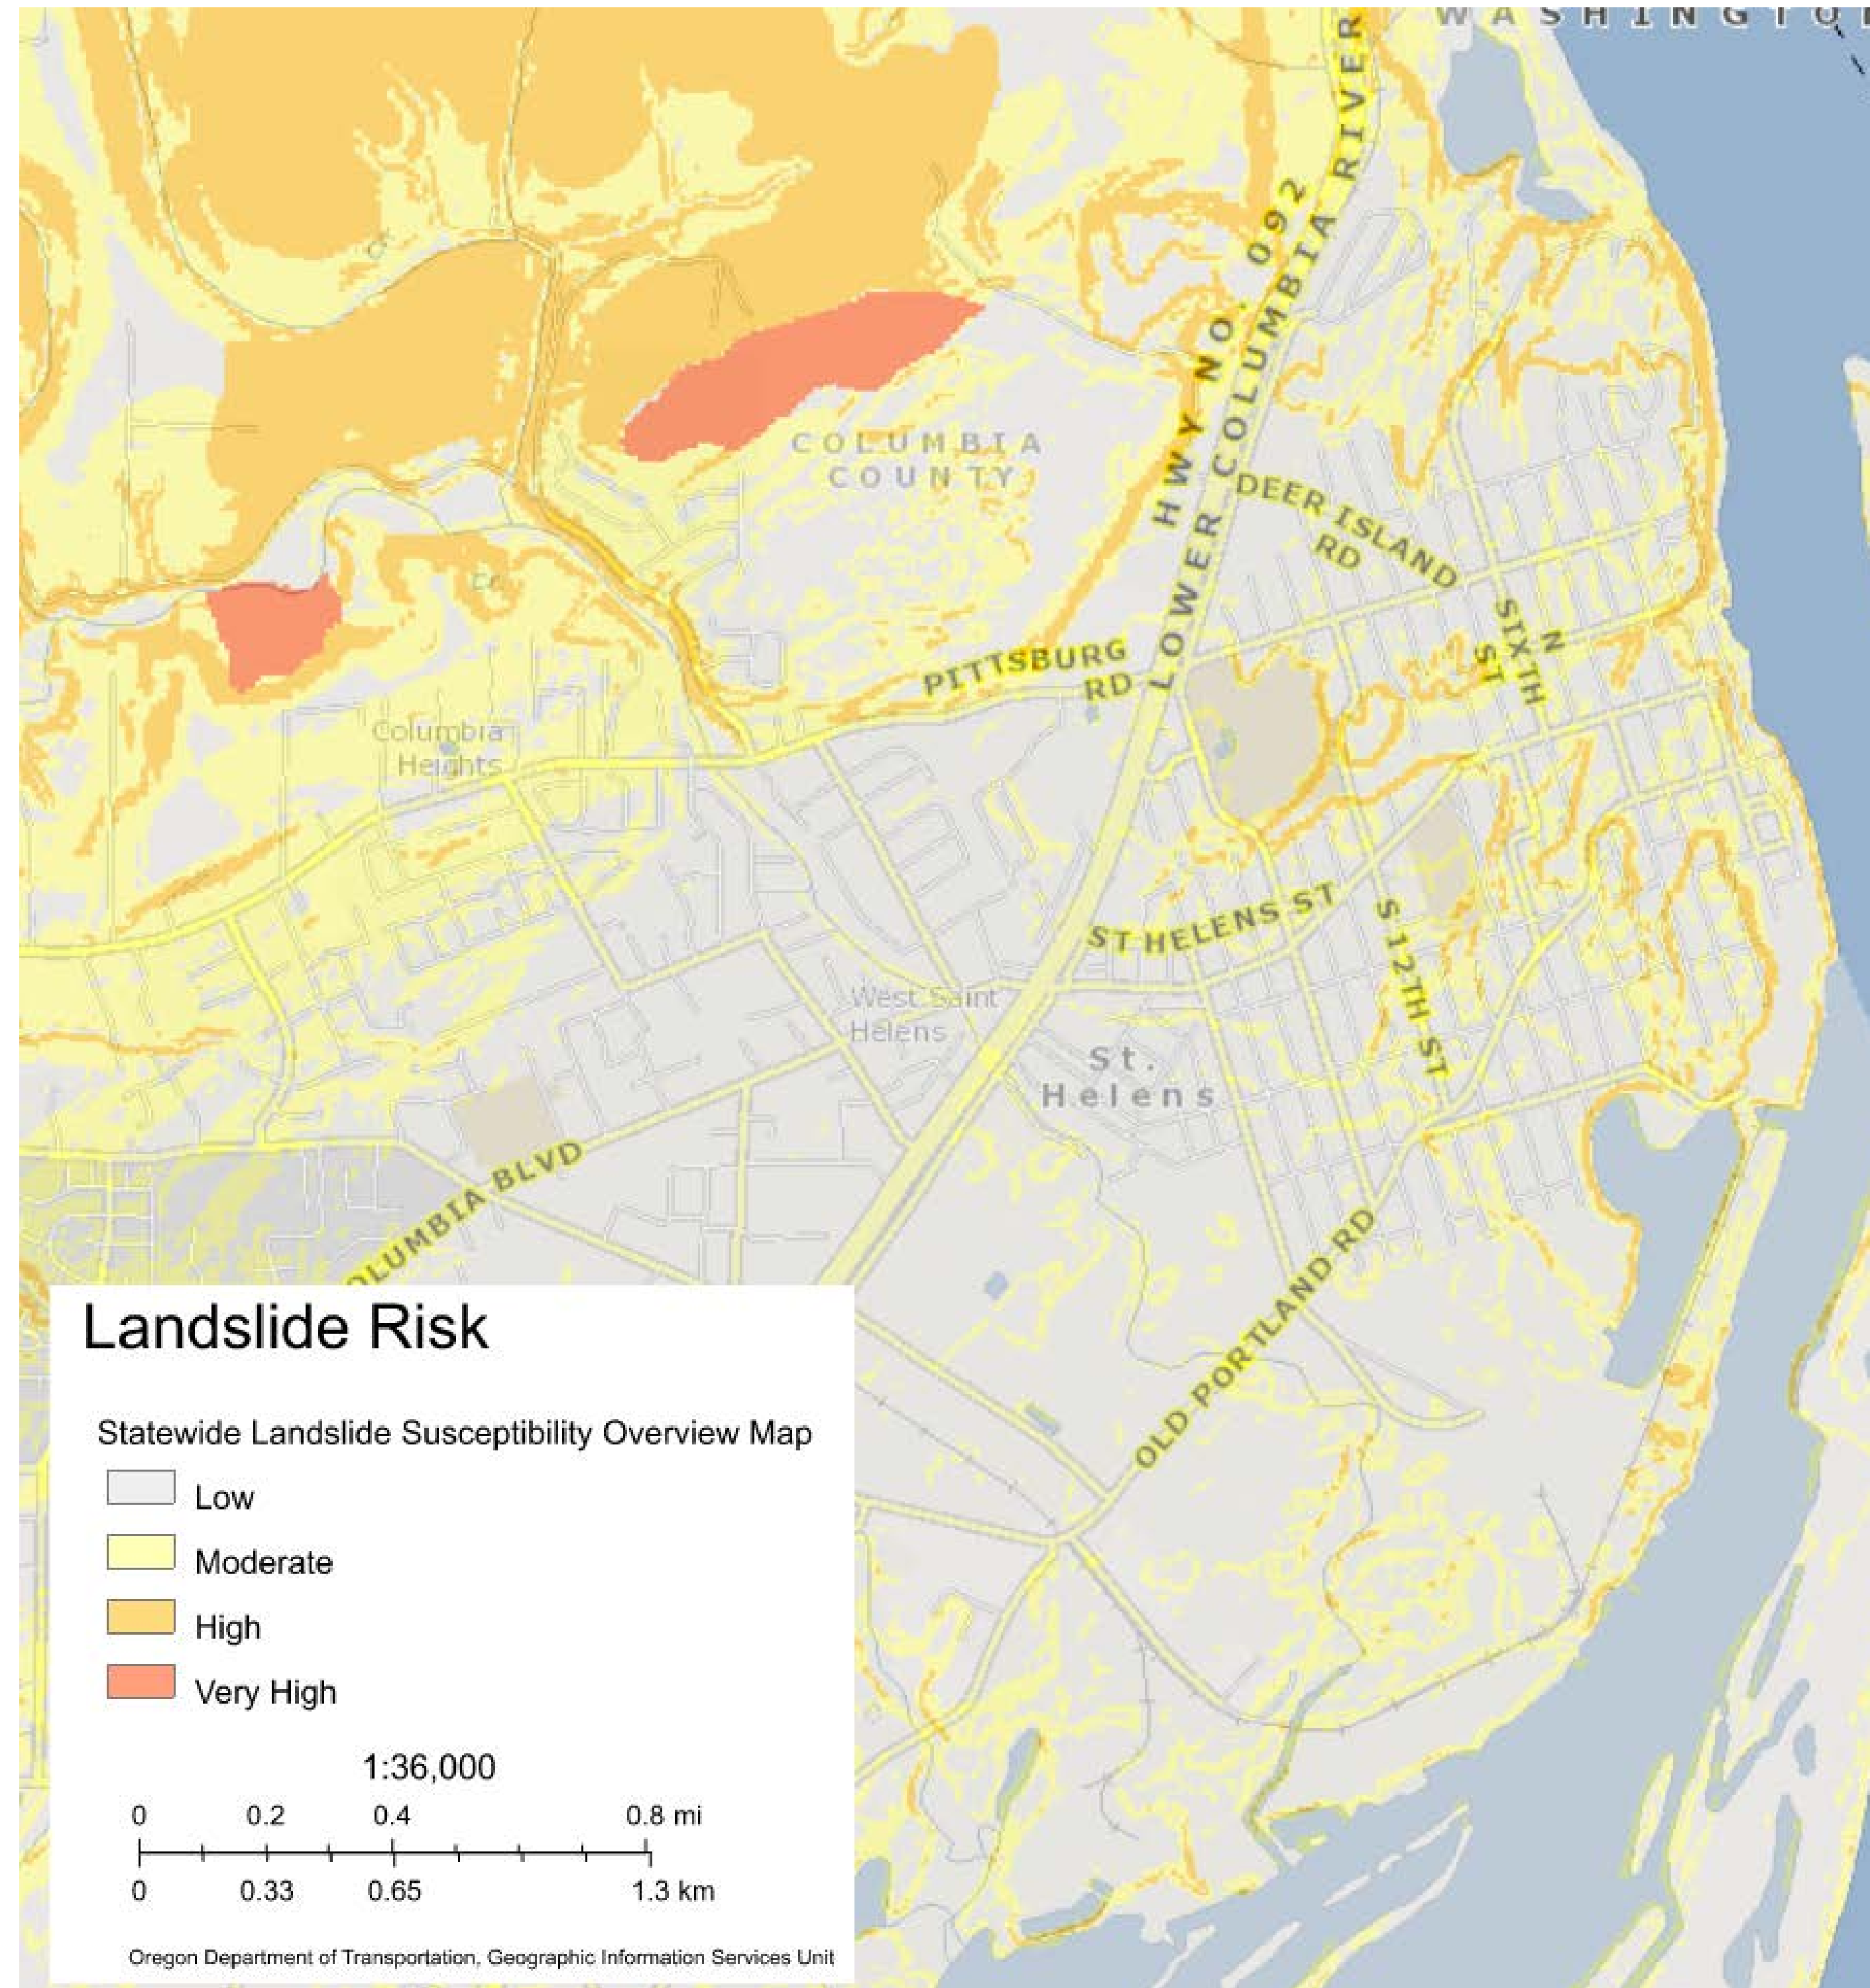 WASHINGTO
HWY NO. 092
LOWER COLUMBIA RIVER
Cr
COLUMBIA
COUNTY
DEER ISLAND
RD
Cr
N
SIXTH
ST
PITTSBURG
RD
Columbia
Heights
ST HELENS ST
S 12TH ST
West Saint
Helens
St.
Helens
OLUMBIA BLVD
OLD PORTLAND RD
Landslide Risk
Statewide Landslide Susceptibility Overview Map
Low
Moderate
High
Very High
1:36,000
0 0.2 0.4 0.8 mi
0 0.33 0.65 1.3 km
Oregon Department of Transportation, Geographic Information Services Unit